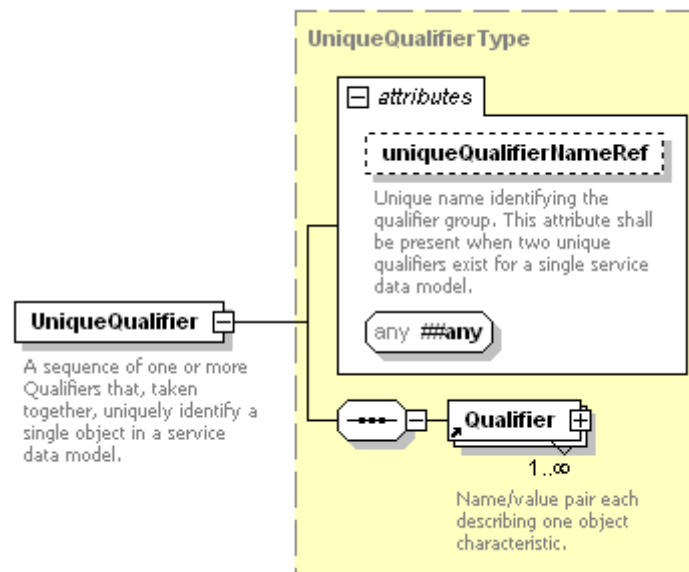 UniqueQualifierType
attributes
uniqueQualifierNameRef
Unique name identifying the
qualifier group. This attribute shall
be present when two unique
qualifiers exist for a single service
data model.
any ##any
UniqueQualifier
A sequence of one or more
Qualifiers that, taken
together, uniquely identify a
single object in a service
data model.
Qualifier
1..∞
Name/value pair each
describing one object
characteristic.